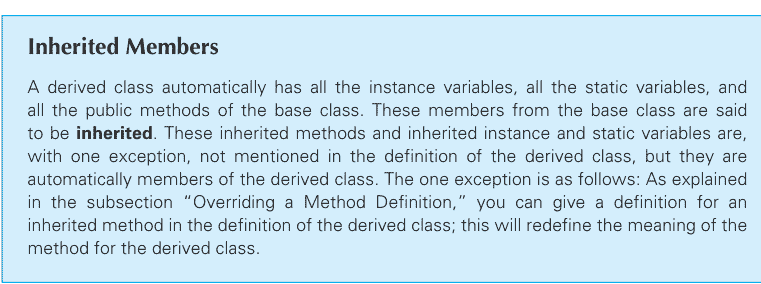 Inherited Members
A derived class automatically has all the instance variables, all the static variables, and
all the public methods of the base class. These members from the base class are said
to be inherited. These inherited methods and inherited instance and static variables are,
with one exception, not mentioned in the definition of the derived class, but they are
automatically members of the derived class. The one exception is as follows: As explained
in the subsection “Overriding a Method Definition,” you can give a definition for an
inherited method in the definition of the derived class; this will redefine the meaning of the
method for the derived class.